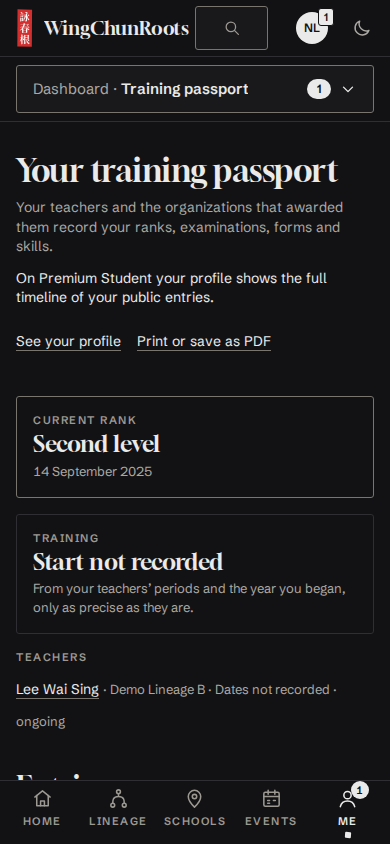 詠春根
WingChunRoots
NL
1
Dashboard · Training passport
1
Your training passport
Your teachers and the organizations that awarded
them record your ranks, examinations, forms and
skills.
On Premium Student your profile shows the full
timeline of your public entries.
See your profile
Print or save as PDF
CURRENT RANK
Second level
14 September 2025
TRAINING
Start not recorded
From your teachers’ periods and the year you began,
only as precise as they are.
TEACHERS
Lee Wai Sing · Demo Lineage B · Dates not recorded ·
ongoing
1
HOME
LINEAGE
SCHOOLS
EVENTS
ME